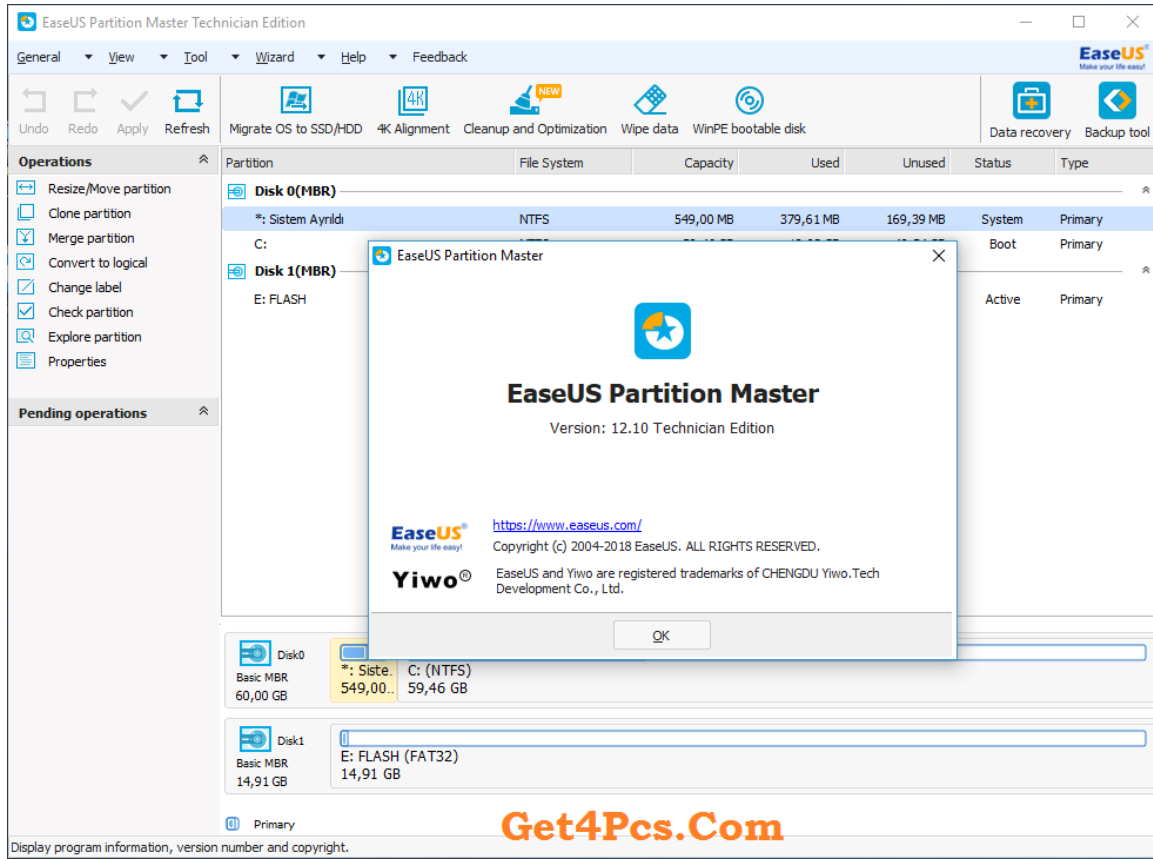 EaseUS Partition Master Technician Edition
General View Tool Wizard Help Feedback
EaseUS®
Make your life easy!
NEW
Undo Redo Apply Refresh Migrate OS to SSD/HDD 4K Alignment Cleanup and Optimization Wipe data WinPE bootable disk Data recovery Backup tool
4K
Operations
Resize/Move partition
Clone partition
Merge partition
Convert to logical
Change label
Check partition
Explore partition
Properties
Pending operations
Partition File System Capacity Used Unused Status Type
Disk 0(MBR)
*: Sistem Ayrıldı NTFS 549,00 MB 379,61 MB 169,39 MB System Primary
C: Boot Primary
Disk 1(MBR)
E: FLASH Active Primary
EaseUS Partition Master
EaseUS Partition Master
Version: 12.10 Technician Edition
EaseUS®
Make your life easy!
https://www.easeus.com/
Copyright (c) 2004-2018 EaseUS. ALL RIGHTS RESERVED.
Yiwo®
EaseUS and Yiwo are registered trademarks of CHENGDU Yiwo.Tech
Development Co., Ltd.
OK
Disk0
Basic MBR
60,00 GB
*: Siste.
549,00..
C: (NTFS)
59,46 GB
Disk1
Basic MBR
14,91 GB
E: FLASH (FAT32)
14,91 GB
Primary
Get4Pcs.Com
Display program information, version number and copyright.